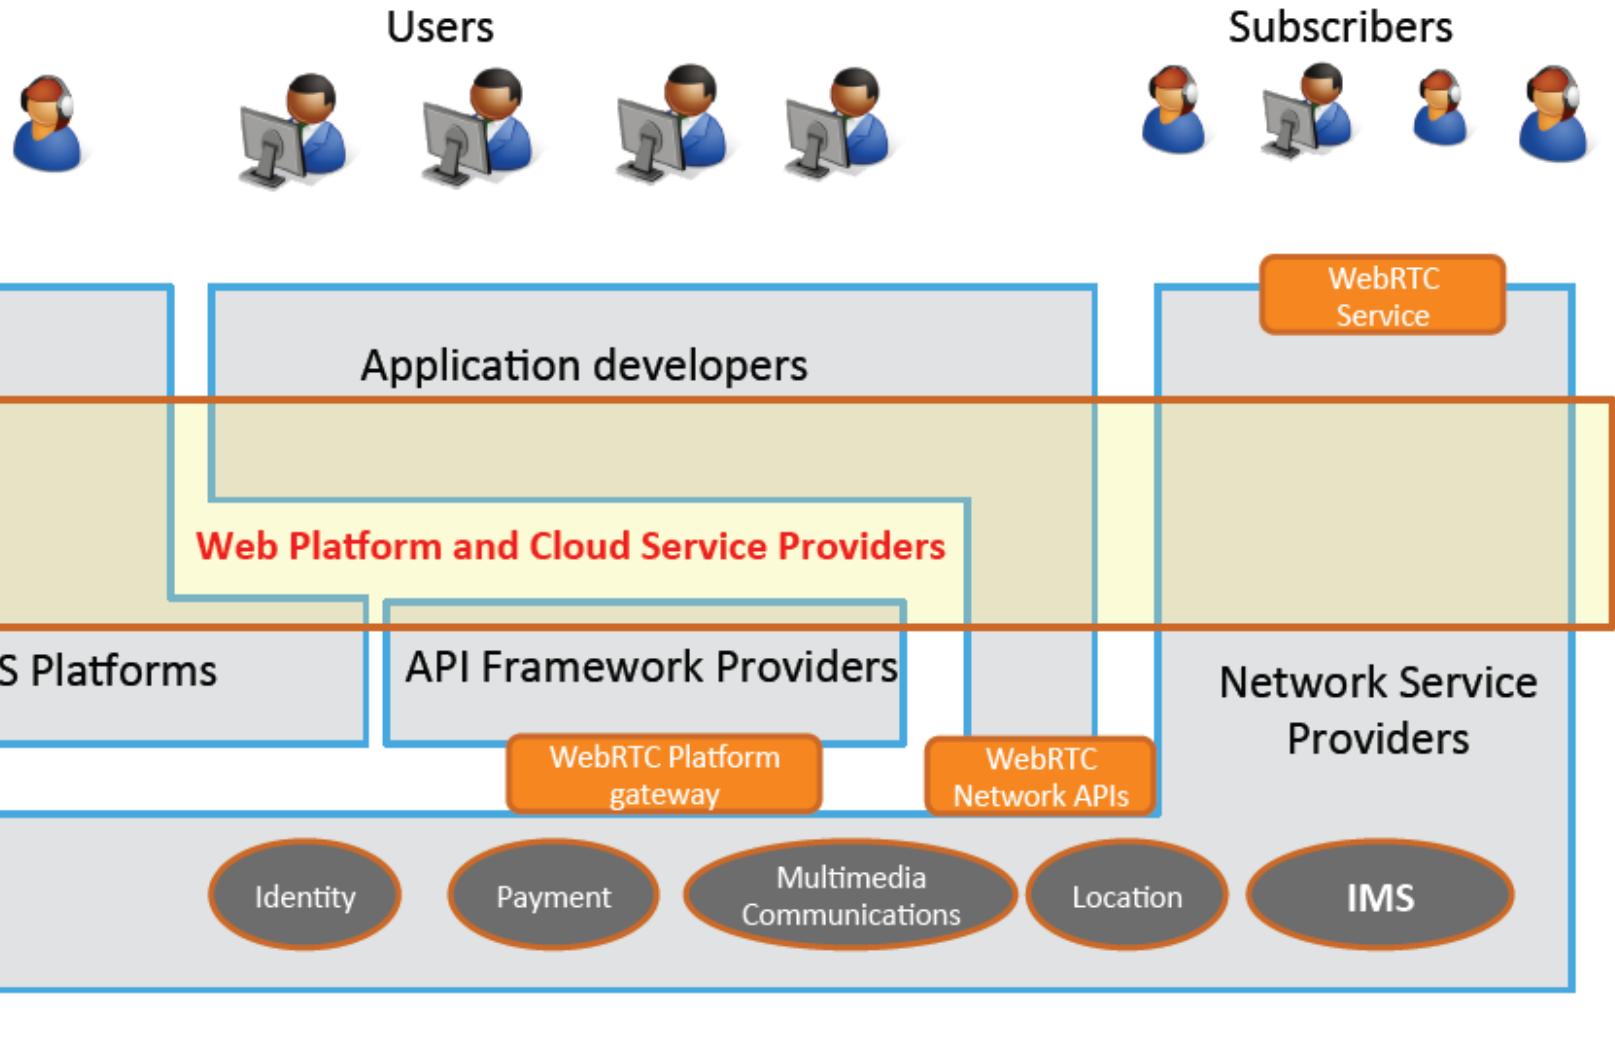 Users
Subscribers
WebRTC
Service
Application developers
Web Platform and Cloud Service Providers
S Platforms
API Framework Providers
Network Service
Providers
WebRTC Platform
gateway
WebRTC
Network APIs
Identity
Payment
Multimedia
Communications
Location
IMS